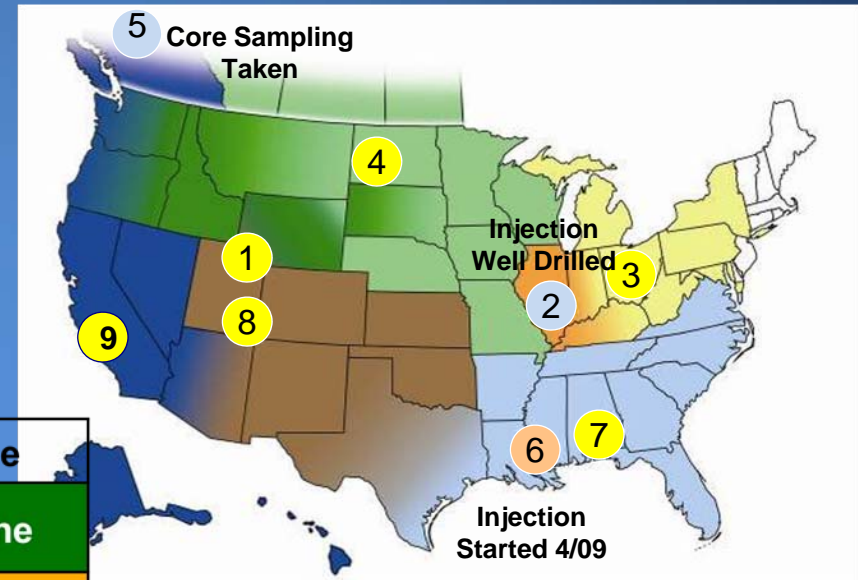 5
Core Sampling
Taken
4
Injection
Well Drilled
1
3
2
8
9
7
6
Injection
Started 4/09